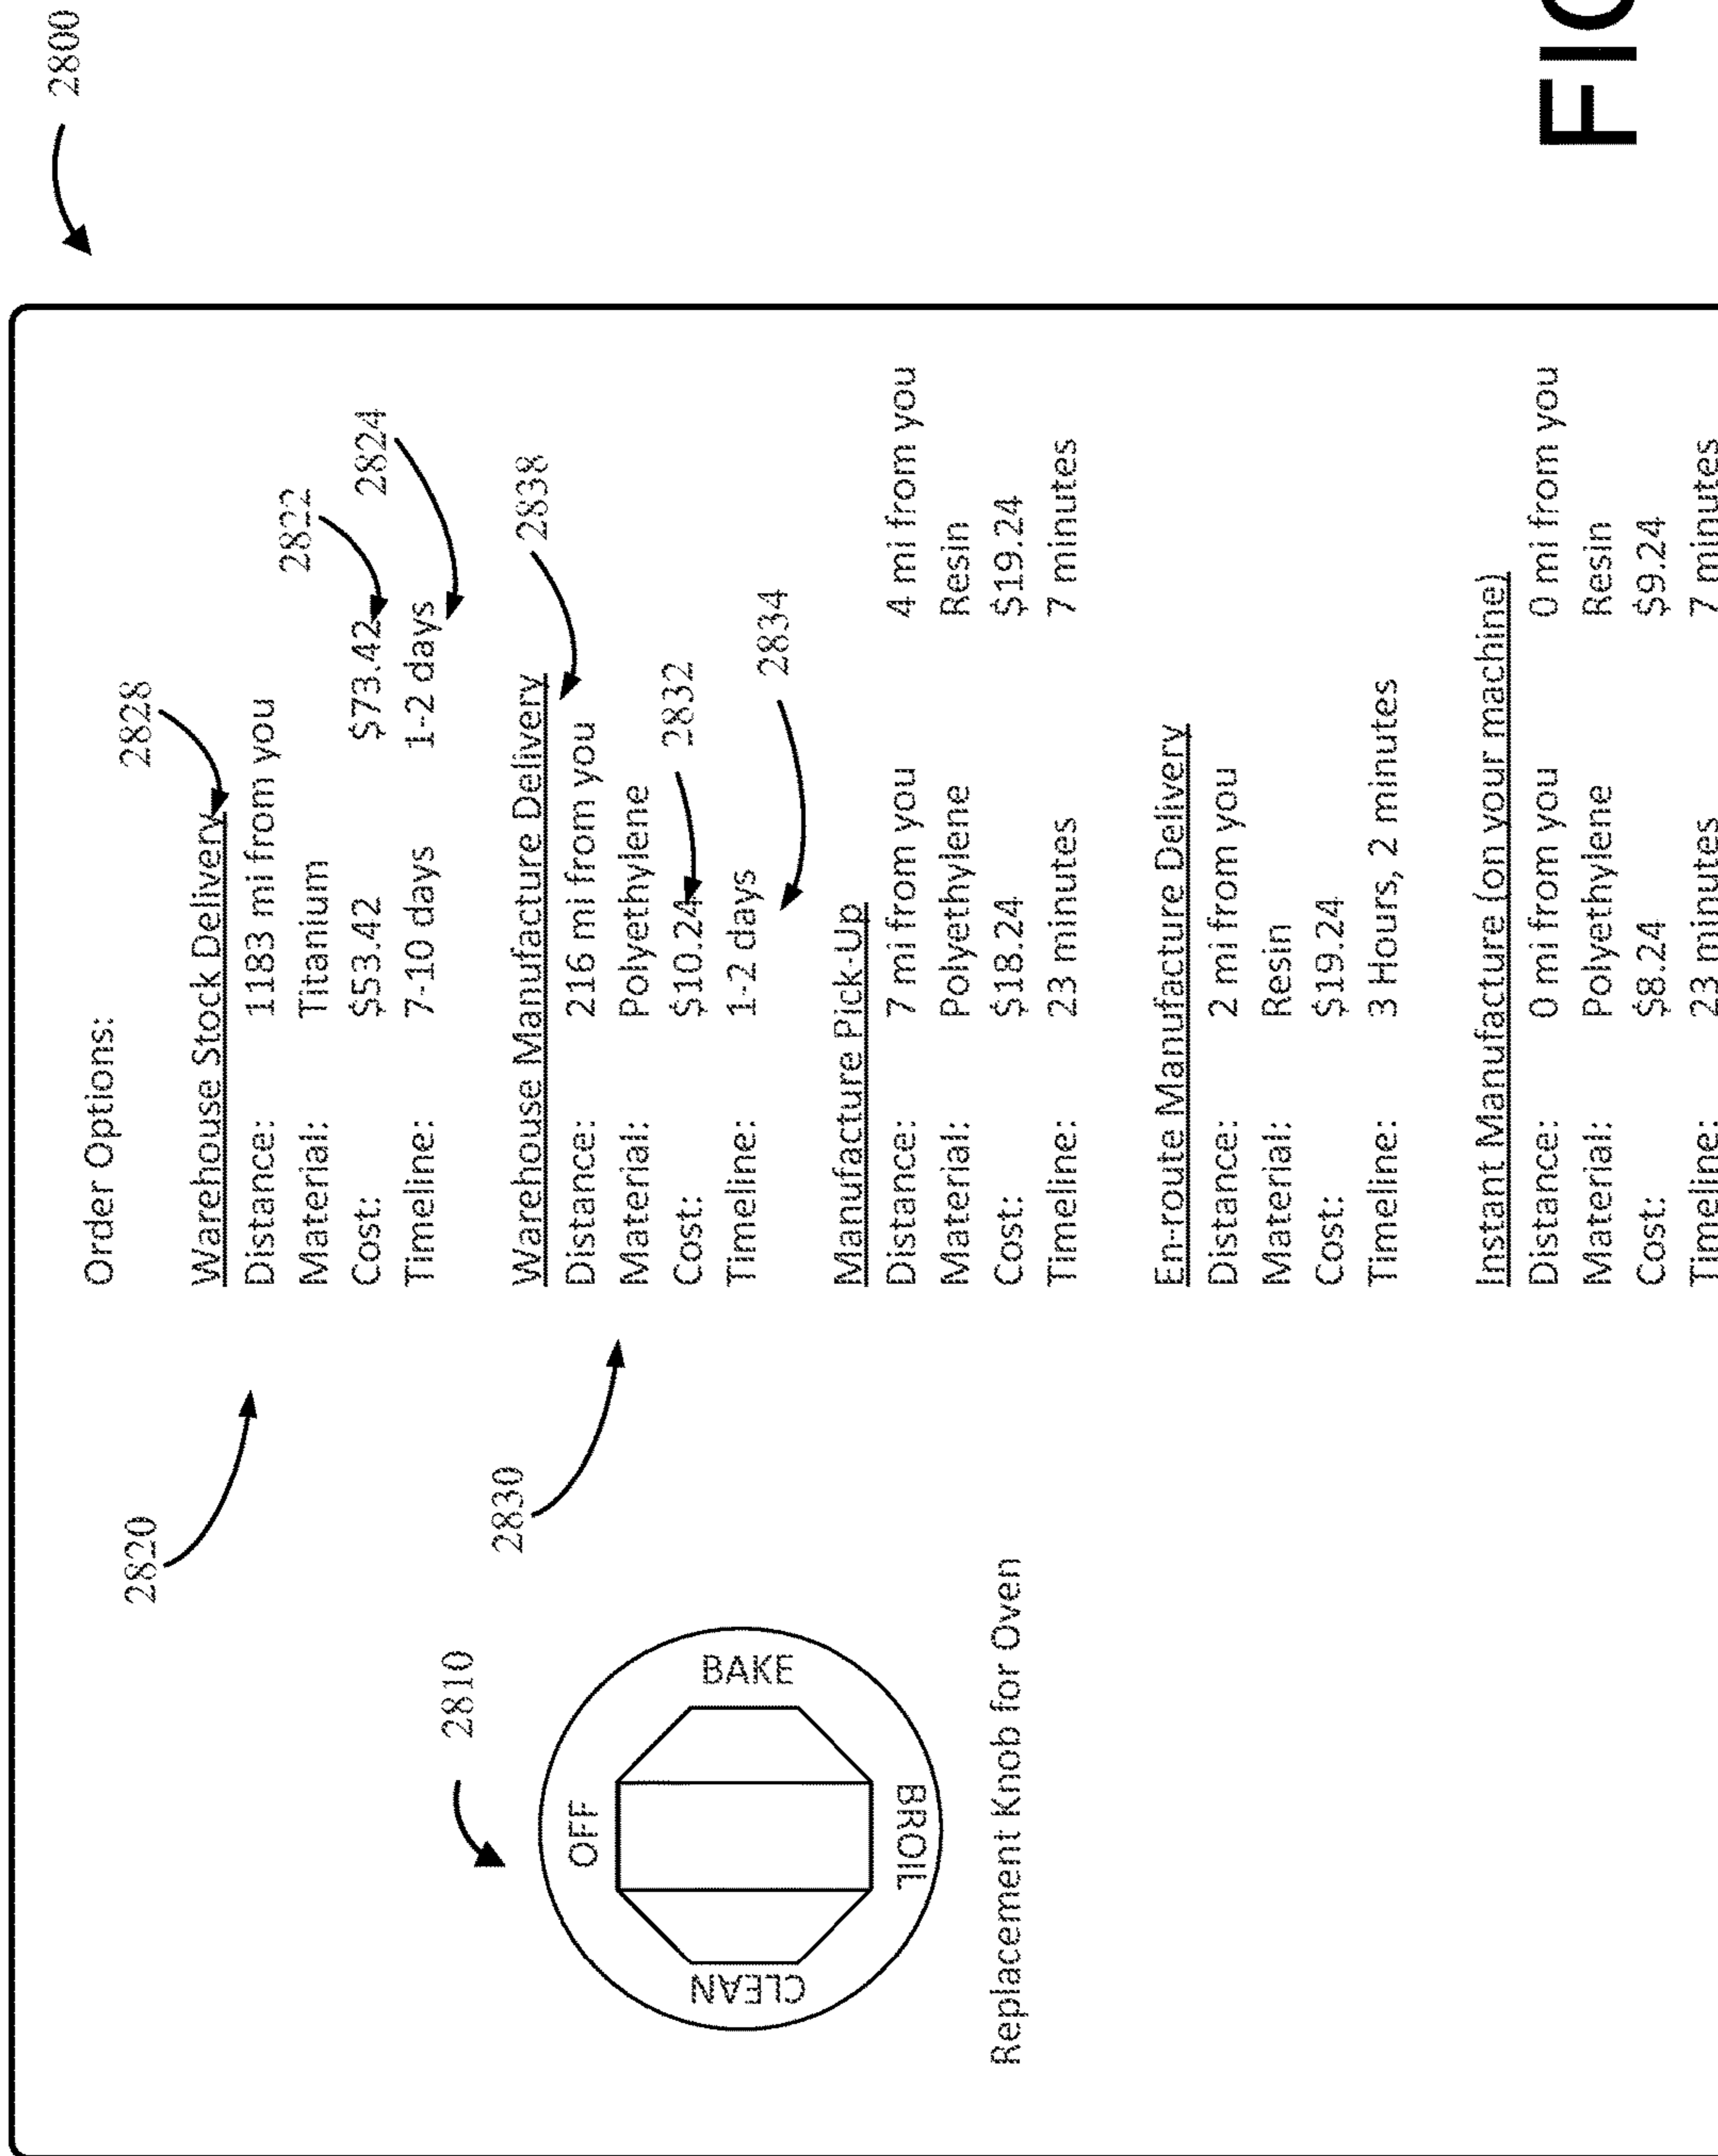 2800
Order Options:
2820
2828
Warehouse Stock Delivery
Distance: 1183 mi from you
Material: Titanium
2822
Cost: $53.42 $73.42
2824
Timeline: 7-10 days 1-2 days
2830
2838
Warehouse Manufacture Delivery
Distance: 216 mi from you
Material: Polyethylene
2832
Cost: $10.24
Timeline: 1-2 days
2834
2810
OFF
BAKE
CLEAN
BROIL
Replacement Knob for Oven
Manufacture Pick-Up
Distance: 7 mi from you 4 mi from you
Material: Polyethylene Resin
Cost: $18.24 $19.24
Timeline: 23 minutes 7 minutes
En-route Manufacture Delivery
Distance: 2 mi from you
Material: Resin
Cost: $19.24
Timeline: 3 Hours, 2 minutes
Instant Manufacture (on your machine)
Distance: 0 mi from you 0 mi from you
Material: Polyethylene Resin
Cost: $8.24 $9.24
Timeline: 23 minutes 7 minutes